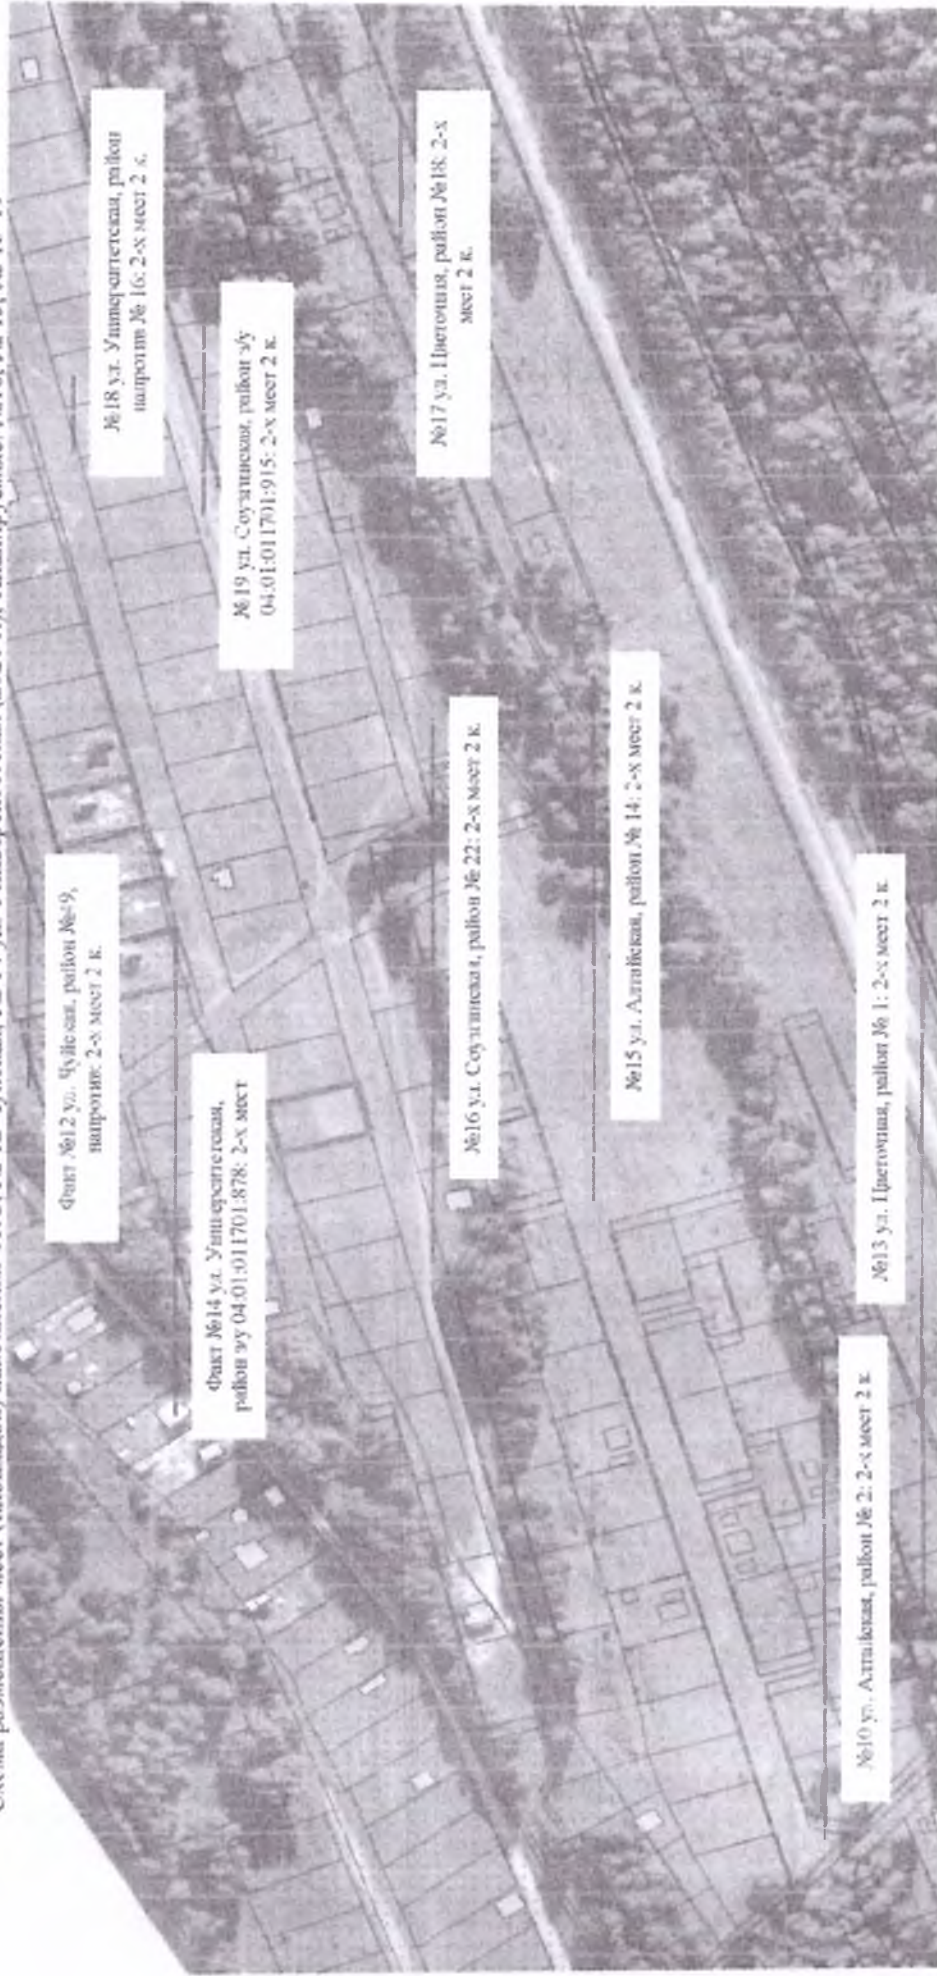 №18 ул. Университетская, район
напротив № 16: 2-х мест 2 к.
№19 ул. Соузгинская, район з/у
04:01:011701:915: 2-х мест 2 к.
№17 ул. Цветочная, район №18: 2-х
мест 2 к.
Факт №12 ул. Чуйская, район №9,
напротив: 2-х мест 2 к.
Факт №14 ул. Университетская,
район з/у 04:01:011701:878: 2-х мест
№16 ул. Соузгинская, район № 22: 2-х мест 2 к.
№15 ул. Алтайская, район № 14: 2-х мест 2 к.
№13 ул. Цветочная, район № 1: 2-х мест 2 к.
№10 ул. Алтайская, район № 2: 2-х мест 2 к.